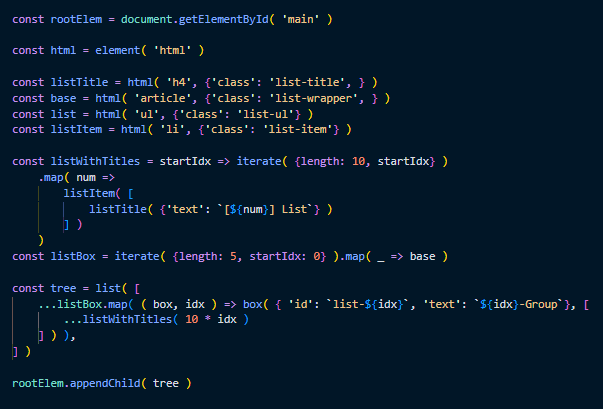 const rootElem = document.getElementById( 'main' )
const html = element( 'html' )
const listTitle = html( 'h4', {'class': 'list-title', } )
const base = html( 'article', {'class': 'list-wrapper', } )
const list = html( 'ul', {'class': 'list-ul'} )
const listItem = html( 'li', {'class': 'list-item'} )
const listWithTitles = startIdx => iterate( {length: 10, startIdx} )
    .map( num =>
        listItem( [
            listTitle( {'text': `[${num}] List`} )
        ] )
    )
const listBox = iterate( {length: 5, startIdx: 0} ).map( _ => base )
const tree = list( [
    ...listBox.map( ( box, idx ) => box( { 'id': `list-${idx}`, 'text': `${idx}-Group`}, [
        ...listWithTitles( 10 * idx )
    ] ) ),
] )
rootElem.appendChild( tree )